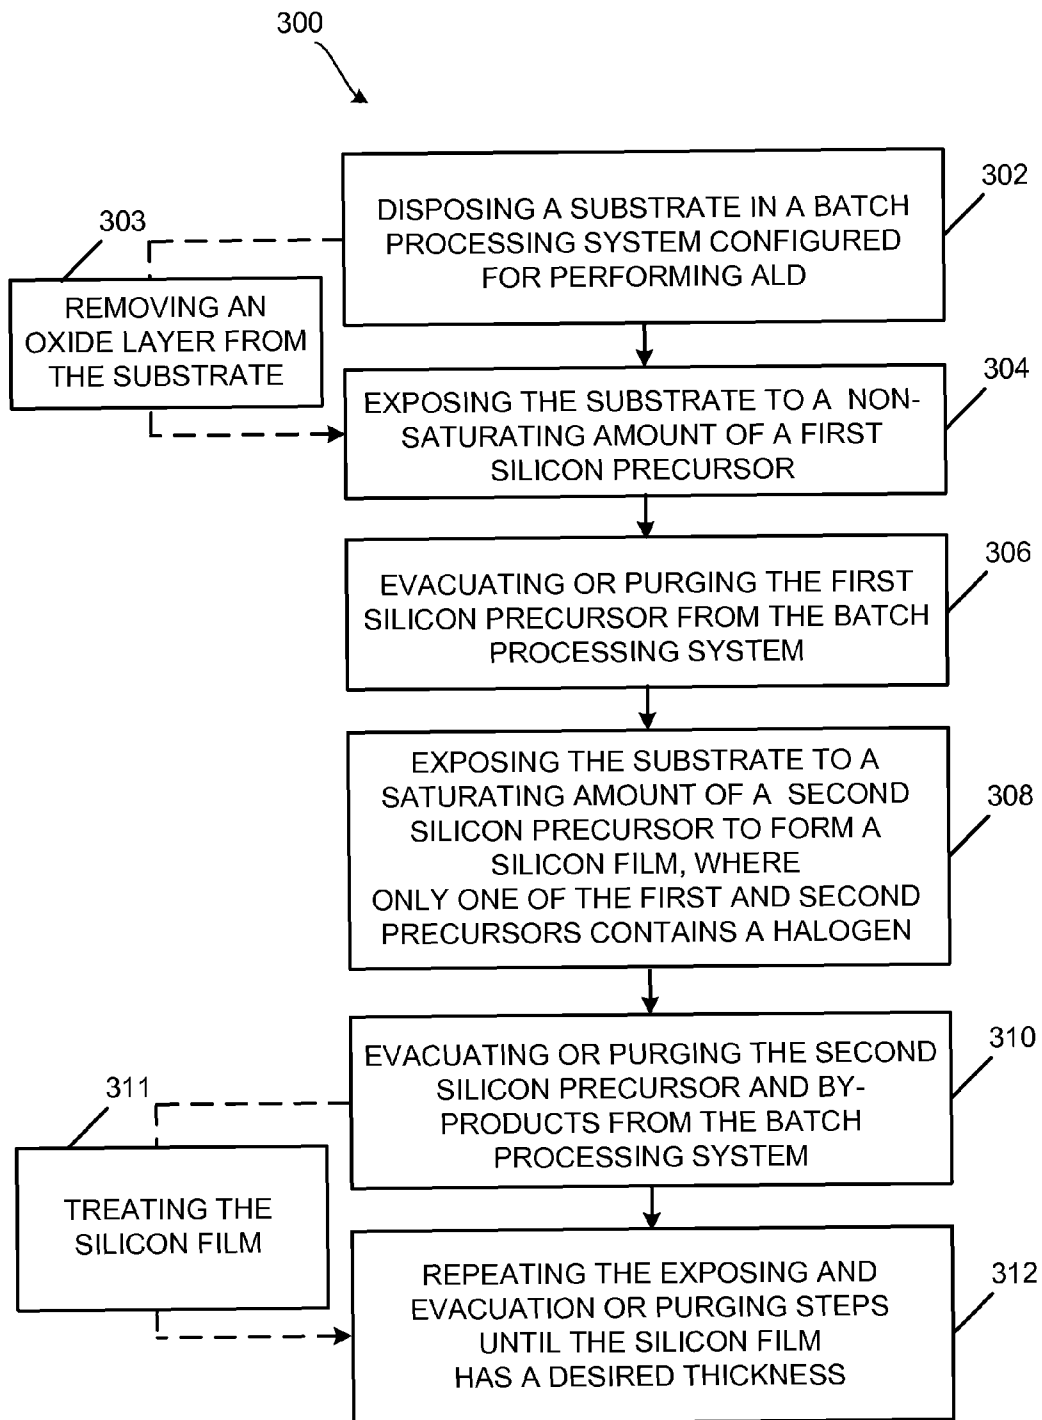 300
302
DISPOSING A SUBSTRATE IN A BATCH
PROCESSING SYSTEM CONFIGURED
FOR PERFORMING ALD
303
REMOVING AN
OXIDE LAYER FROM
THE SUBSTRATE
304
EXPOSING THE SUBSTRATE TO A NON-
SATURATING AMOUNT OF A FIRST
SILICON PRECURSOR
306
EVACUATING OR PURGING THE FIRST
SILICON PRECURSOR FROM THE BATCH
PROCESSING SYSTEM
308
EXPOSING THE SUBSTRATE TO A
SATURATING AMOUNT OF A SECOND
SILICON PRECURSOR TO FORM A
SILICON FILM, WHERE
ONLY ONE OF THE FIRST AND SECOND
PRECURSORS CONTAINS A HALOGEN
310
EVACUATING OR PURGING THE SECOND
SILICON PRECURSOR AND BY-
PRODUCTS FROM THE BATCH
PROCESSING SYSTEM
311
TREATING THE
SILICON FILM
312
REPEATING THE EXPOSING AND
EVACUATION OR PURGING STEPS
UNTIL THE SILICON FILM
HAS A DESIRED THICKNESS